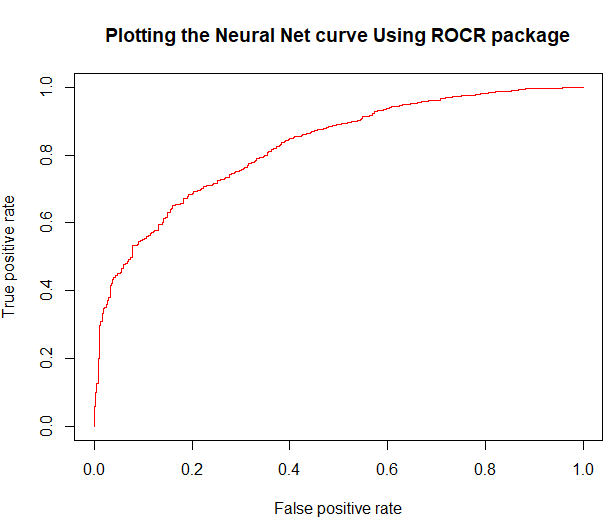 Plotting the Neural Net curve Using ROCR package
True positive rate
1.0
0.8
0.6
0.4
0.2
0.0
0.0 0.2 0.4 0.6 0.8 1.0
False positive rate